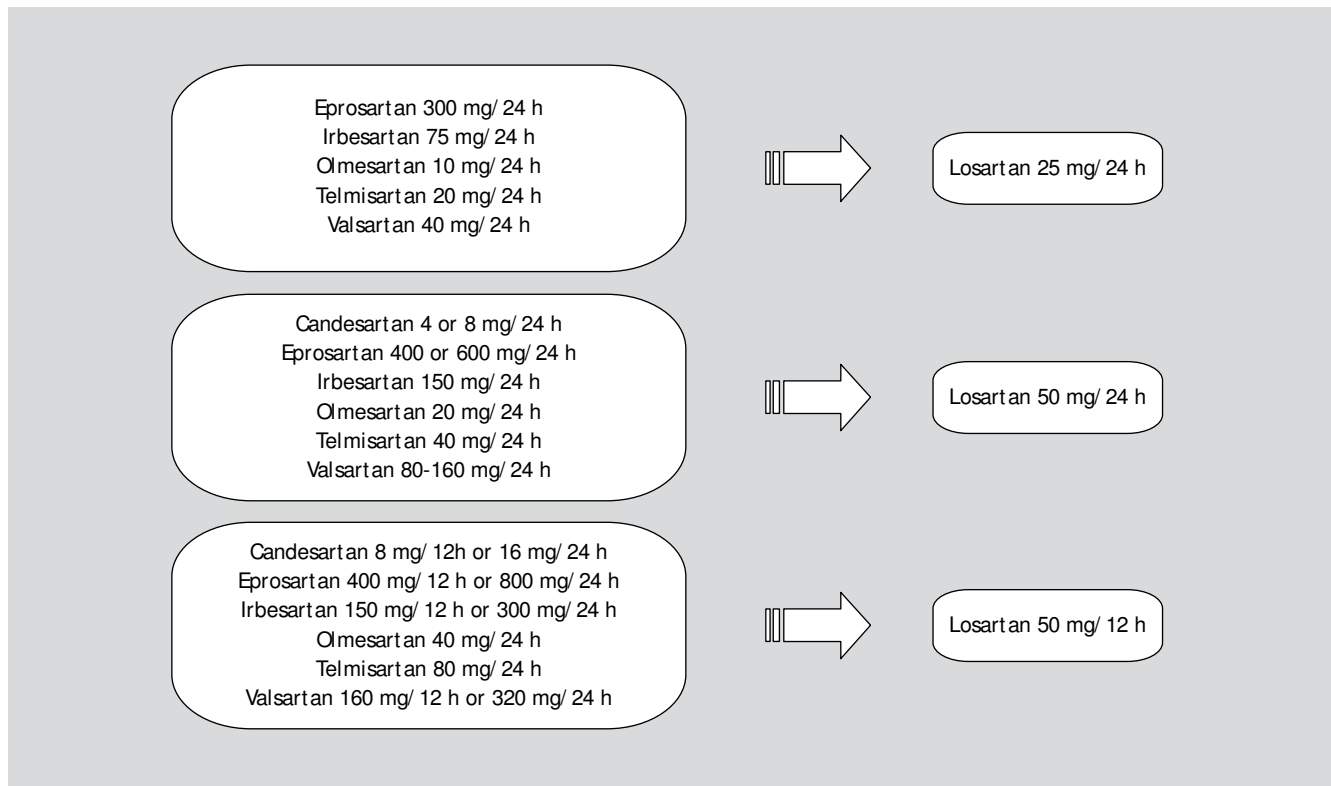 Eprosartan 300 mg/ 24 h
Irbesartan 75 mg/ 24 h
Olmesartan 10 mg/ 24 h
Telmisartan 20 mg/ 24 h
Valsartan 40 mg/ 24 h
Losartan 25 mg/ 24 h
Candesartan 4 or 8 mg/ 24 h
Eprosartan 400 or 600 mg/ 24 h
Irbesartan 150 mg/ 24 h
Olmesartan 20 mg/ 24 h
Telmisartan 40 mg/ 24 h
Valsartan 80-160 mg/ 24 h
Losartan 50 mg/ 24 h
Candesartan 8 mg/ 12h or 16 mg/ 24 h
Eprosartan 400 mg/ 12 h or 800 mg/ 24 h
Irbesartan 150 mg/ 12 h or 300 mg/ 24 h
Olmesartan 40 mg/ 24 h
Telmisartan 80 mg/ 24 h
Valsartan 160 mg/ 12 h or 320 mg/ 24 h
Losartan 50 mg/ 12 h